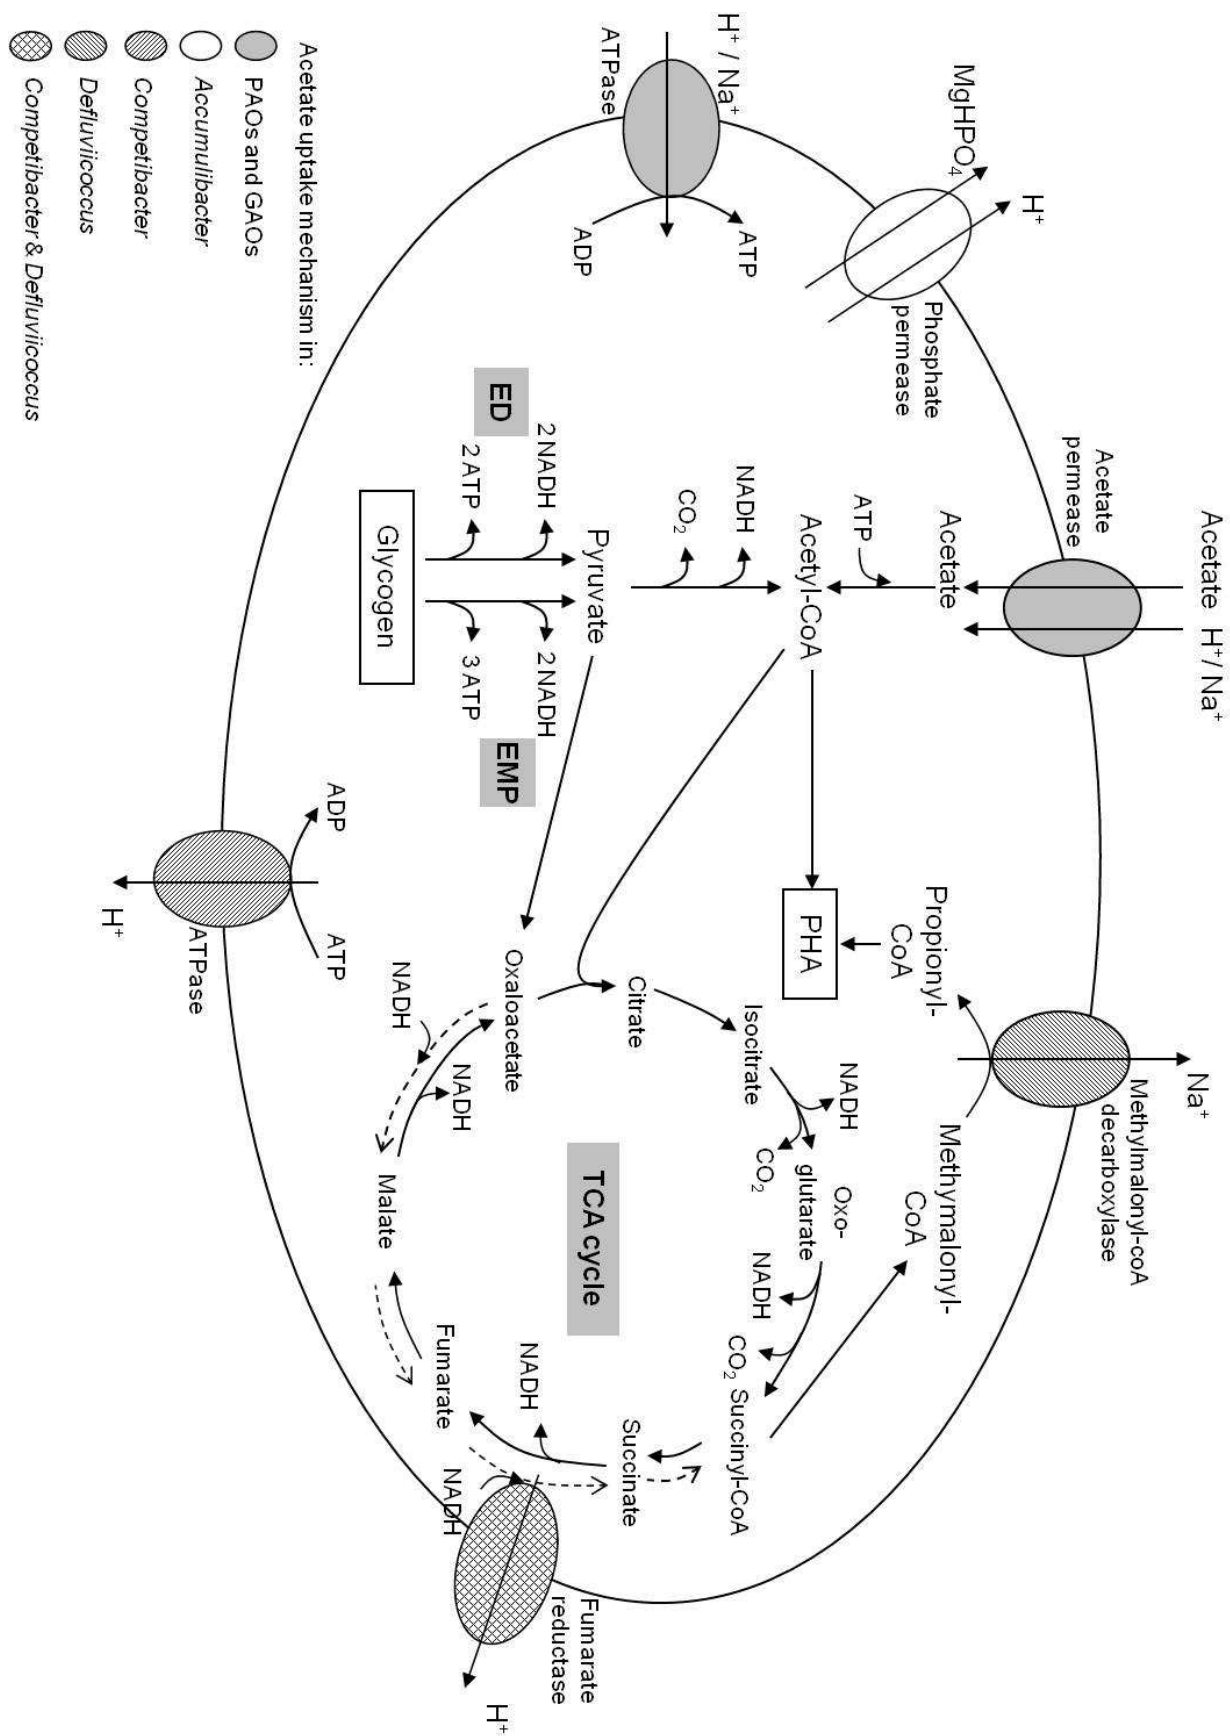 Acetate H⁺/ Na⁺
Acetate
permease
MgHPO₄
H⁺
Phosphate
permease
H⁺ / Na⁺
ATPase
ATP
ADP
Acetate
ATP
Acetyl-CoA
NADH
CO₂
Pyruvate
2 NADH
2 NADH
2 ATP
3 ATP
ED
EMP
Glycogen
Na⁺
Methylmalonyl-coA
decarboxylase
Propionyl-
CoA
Methymalonyl-
CoA
PHA
Citrate
Isocitrate
NADH
CO₂
Oxo-
glutarate
NADH
CO₂
Succinyl-CoA
Oxaloacetate
TCA cycle
Succinate
NADH
NADH
NADH
Malate
Fumarate
NADH
Fumarate
reductase
H⁺
ADP
ATP
ATPase
H⁺
Acetate uptake mechanism in:
PAOs and GAOs
Accumulibacter
Competibacter
Defluviicoccus
Competibacter & Defluviicoccus